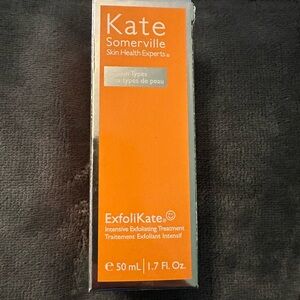 Kate
Somerville
Skin Health Experts®
Types
types de peau
ExfoliKate®
Intensive Exfoliating Treatment
Traitement Exfoliant Intensif
℮ 50 mL | 1.7 Fl. Oz.